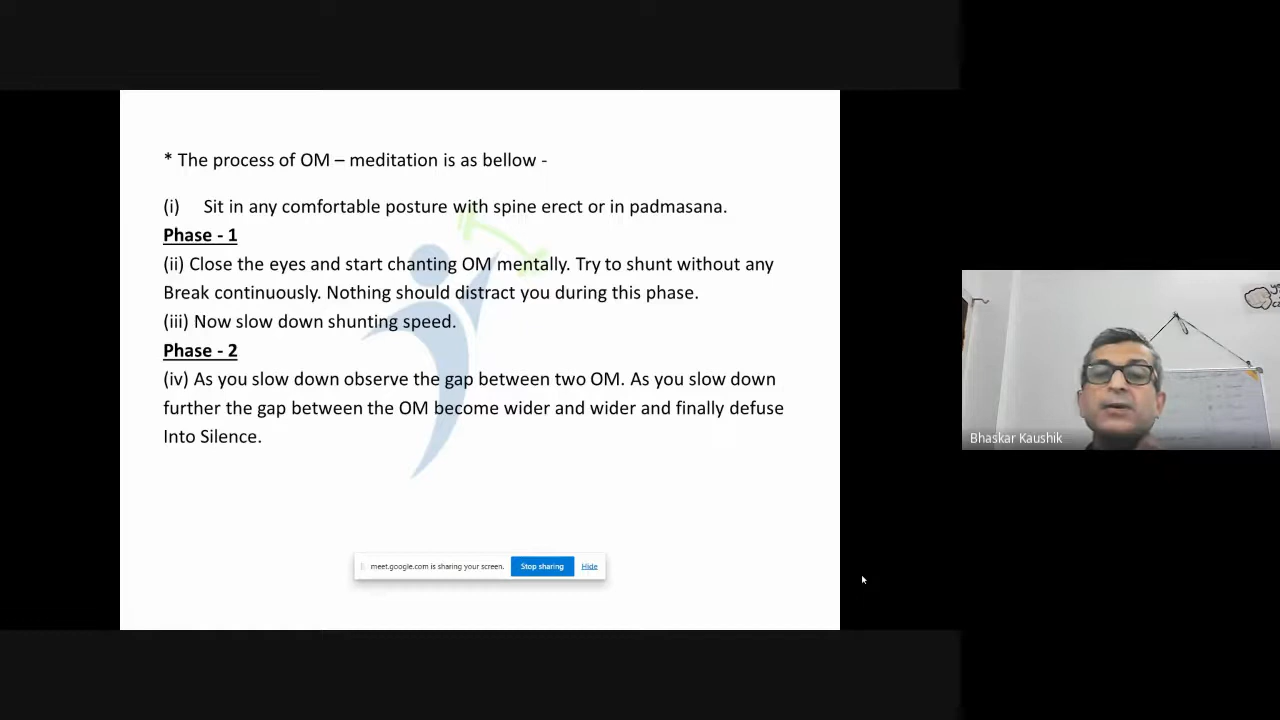 * The process of OM – meditation is as bellow -
(i) Sit in any comfortable posture with spine erect or in padmasana.
Phase - 1
(ii) Close the eyes and start chanting OM mentally. Try to shunt without any
Break continuously. Nothing should distract you during this phase.
(iii) Now slow down shunting speed.
Phase - 2
(iv) As you slow down observe the gap between two OM. As you slow down
further the gap between the OM become wider and wider and finally defuse
Into Silence.
meet.google.com is sharing your screen. Stop sharing Hide
Bhaskar Kaushik